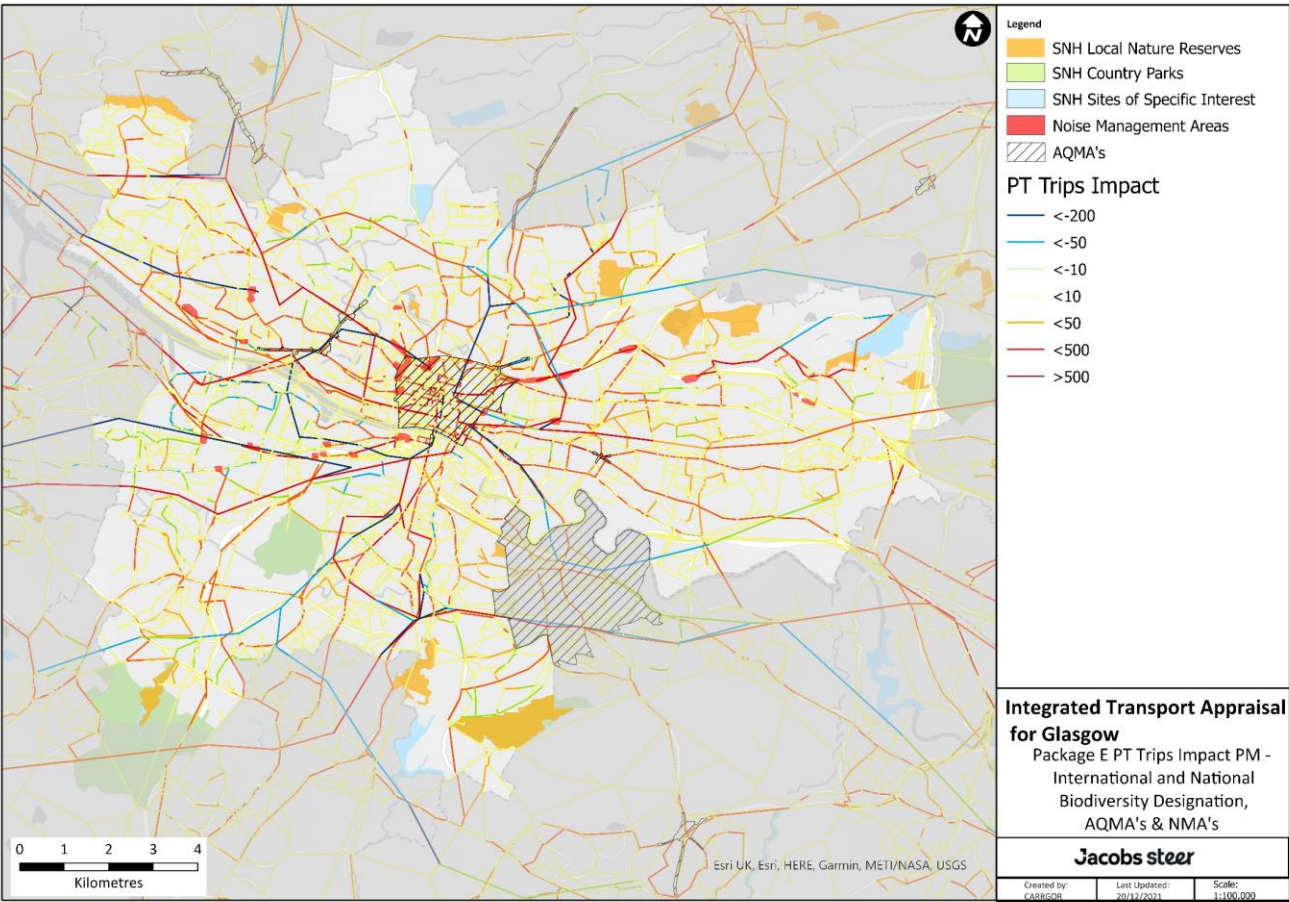 N
Legend
SNH Local Nature Reserves
SNH Country Parks
SNH Sites of Specific Interest
Noise Management Areas
AQMA's
PT Trips Impact
<-200
<-50
<-10
<10
<50
<500
>500
Integrated Transport Appraisal
for Glasgow
Package E PT Trips Impact PM -
International and National
Biodiversity Designation,
AQMA's & NMA's
Jacobs steer
Created by:
CARRGOR
Last Updated:
20/12/2021
Scale:
1:100,000
0 1 2 3 4
Kilometres
Esri UK, Esri, HERE, Garmin, METI/NASA, USGS